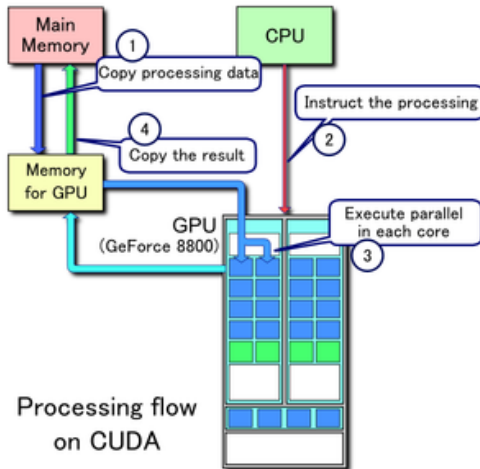 Main
Memory
CPU
1
Copy processing data
Instruct the processing
2
4
Copy the result
Memory
for GPU
GPU
(GeForce 8800)
Execute parallel
in each core
3
Processing flow
on CUDA